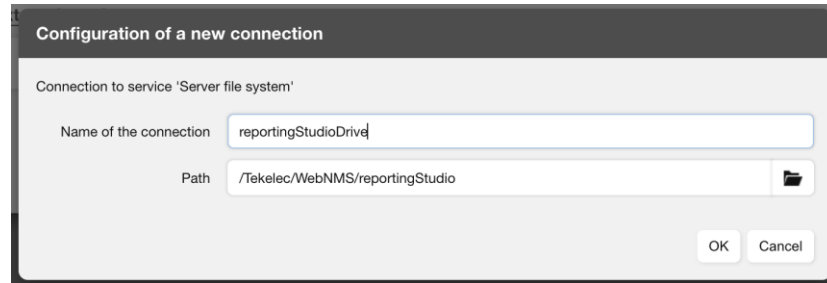 Configuration of a new connection
Connection to service 'Server file system'
Name of the connection reportingStudioDrive
Path /Tekelec/WebNMS/reportingStudio
OK Cancel